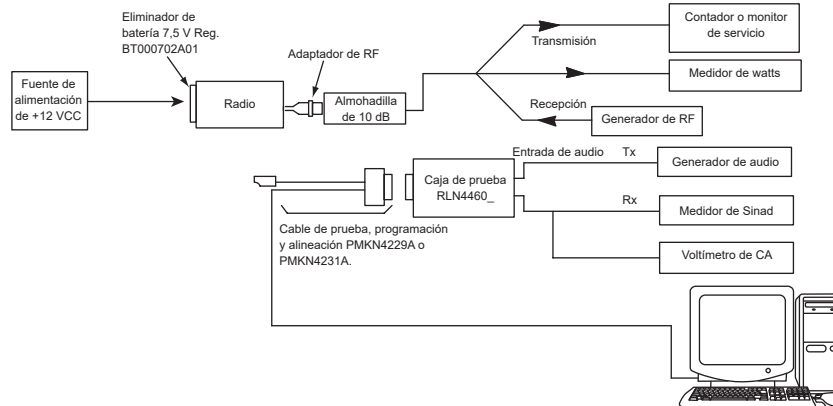 Eliminador de
batería 7,5 V Reg.
BT000702A01
Adaptador de RF
Fuente de
alimentación
de +12 VCC
Radio
Almohadilla
de 10 dB
Transmisión
Contador o monitor
de servicio
Medidor de watts
Recepción
Generador de RF
Caja de prueba
RLN4460_
Entrada de audio
Tx
Generador de audio
Rx
Medidor de Sinad
Voltímetro de CA
Cable de prueba, programación
y alineación PMKN4229A o
PMKN4231A.